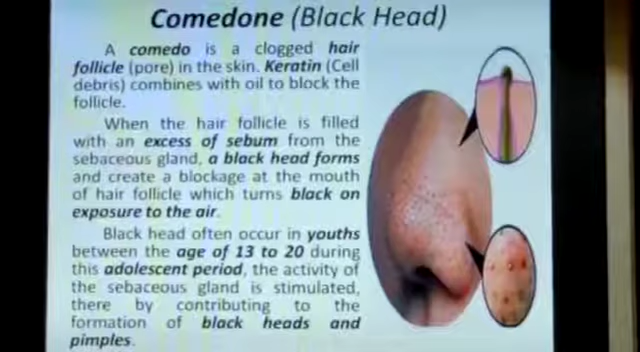 Comedone (Black Head)
A comedo is a clogged hair
follicle (pore) in the skin. Keratin (Cell
debris) combines with oil to block the
follicle.
When the hair follicle is filled
with an excess of sebum from the
sebaceous gland, a black head forms
and create a blockage at the mouth
of hair follicle which turns black on
exposure to the air.
Black head often occur in youths
between the age of 13 to 20 during
this adolescent period, the activity of
the sebaceous gland is stimulated,
there by contributing to the
formation of black heads and
pimples.